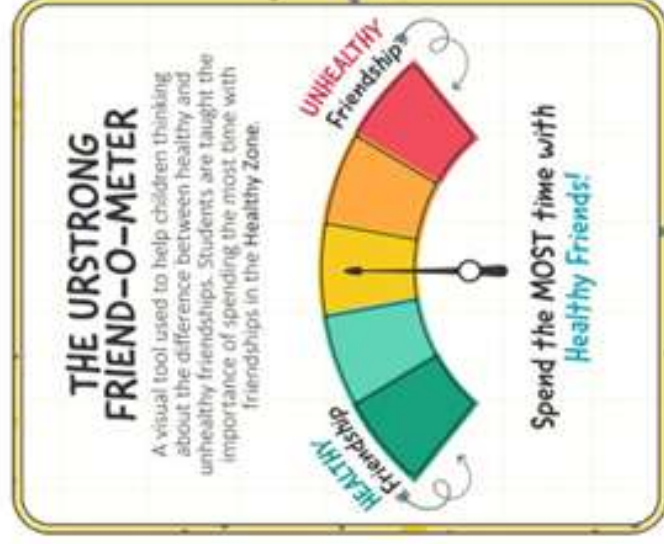 THE URSTRONG
FRIEND-O-METER
A visual tool used to help children thinking
about the difference between healthy and
unhealthy friendships. Students are taught the
importance of spending the most time with
friendships in the Healthy Zone.
HEALTHY
Friendship
UNHEALTHY
Friendship
Spend the MOST time with
Healthy Friends!